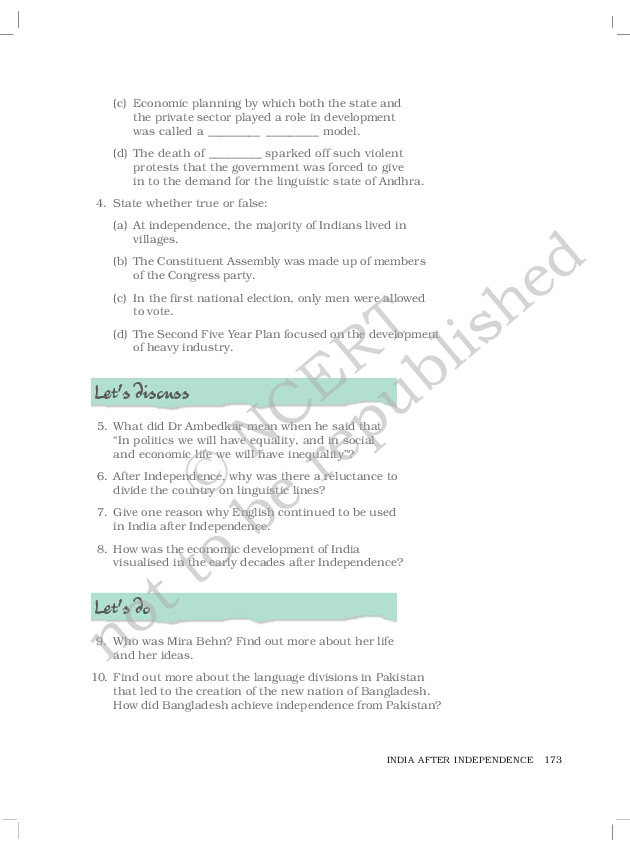 (c) Economic planning by which both the state and
the private sector played a role in development
was called a _________ _________ model.
(d) The death of _________ sparked off such violent
protests that the government was forced to give
in to the demand for the linguistic state of Andhra.
4. State whether true or false:
(a) At independence, the majority of Indians lived in
villages.
(b) The Constituent Assembly was made up of members
of the Congress party.
(c) In the first national election, only men were allowed
to vote.
(d) The Second Five Year Plan focused on the development
of heavy industry.
Let's discuss
5. What did Dr Ambedkar mean when he said that
“In politics we will have equality, and in social
and economic life we will have inequality”?
6. After Independence, why was there a reluctance to
divide the country on linguistic lines?
7. Give one reason why English continued to be used
in India after Independence.
8. How was the economic development of India
visualised in the early decades after Independence?
Let's do
9. Who was Mira Behn? Find out more about her life
and her ideas.
10. Find out more about the language divisions in Pakistan
that led to the creation of the new nation of Bangladesh.
How did Bangladesh achieve independence from Pakistan?
INDIA AFTER INDEPENDENCE 173
© NCERT
not to be republished